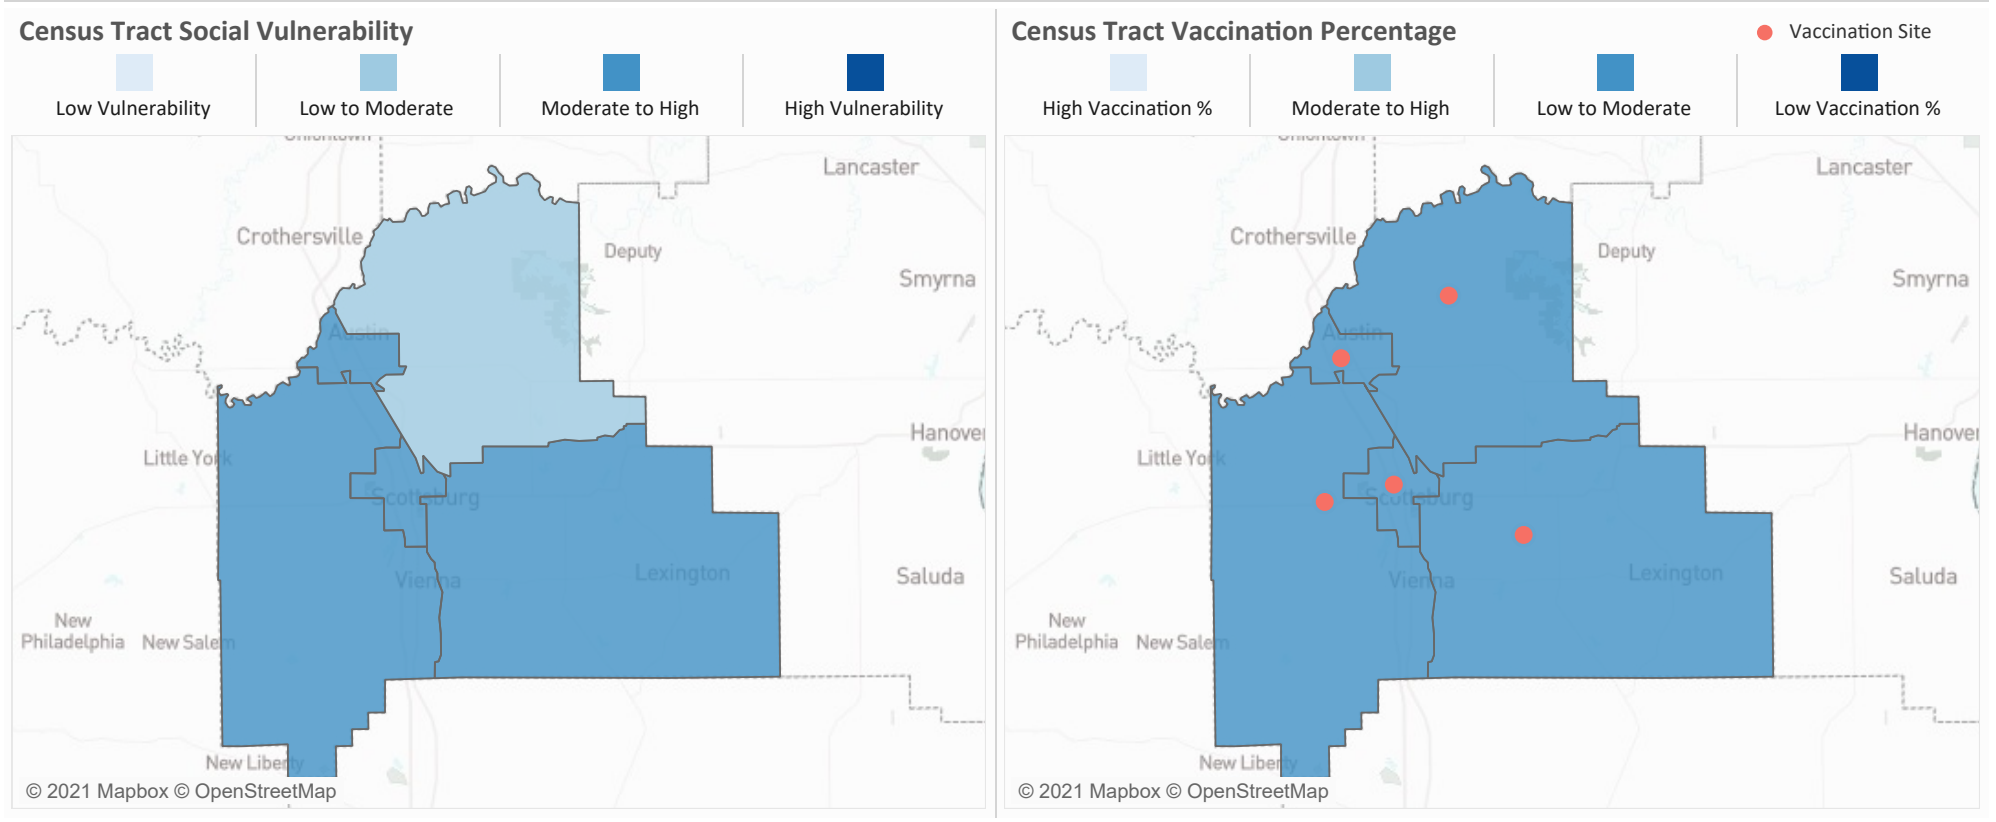 Census Tract Social Vulnerability
Low Vulnerability
Low to Moderate
Moderate to High
High Vulnerability
Uniontown
Lancaster
Crothersville
Deputy
Smyrna
Austin
Hanover
Little York
Scottsburg
Vienna
Lexington
Saluda
New
Philadelphia
New Salem
New Liberty
© 2021 Mapbox © OpenStreetMap
Census Tract Vaccination Percentage
Vaccination Site
High Vaccination %
Moderate to High
Low to Moderate
Low Vaccination %
Uniontown
Lancaster
Crothersville
Deputy
Smyrna
Austin
Hanover
Little York
Scottsburg
Vienna
Lexington
Saluda
New
Philadelphia
New Salem
New Liberty
© 2021 Mapbox © OpenStreetMap